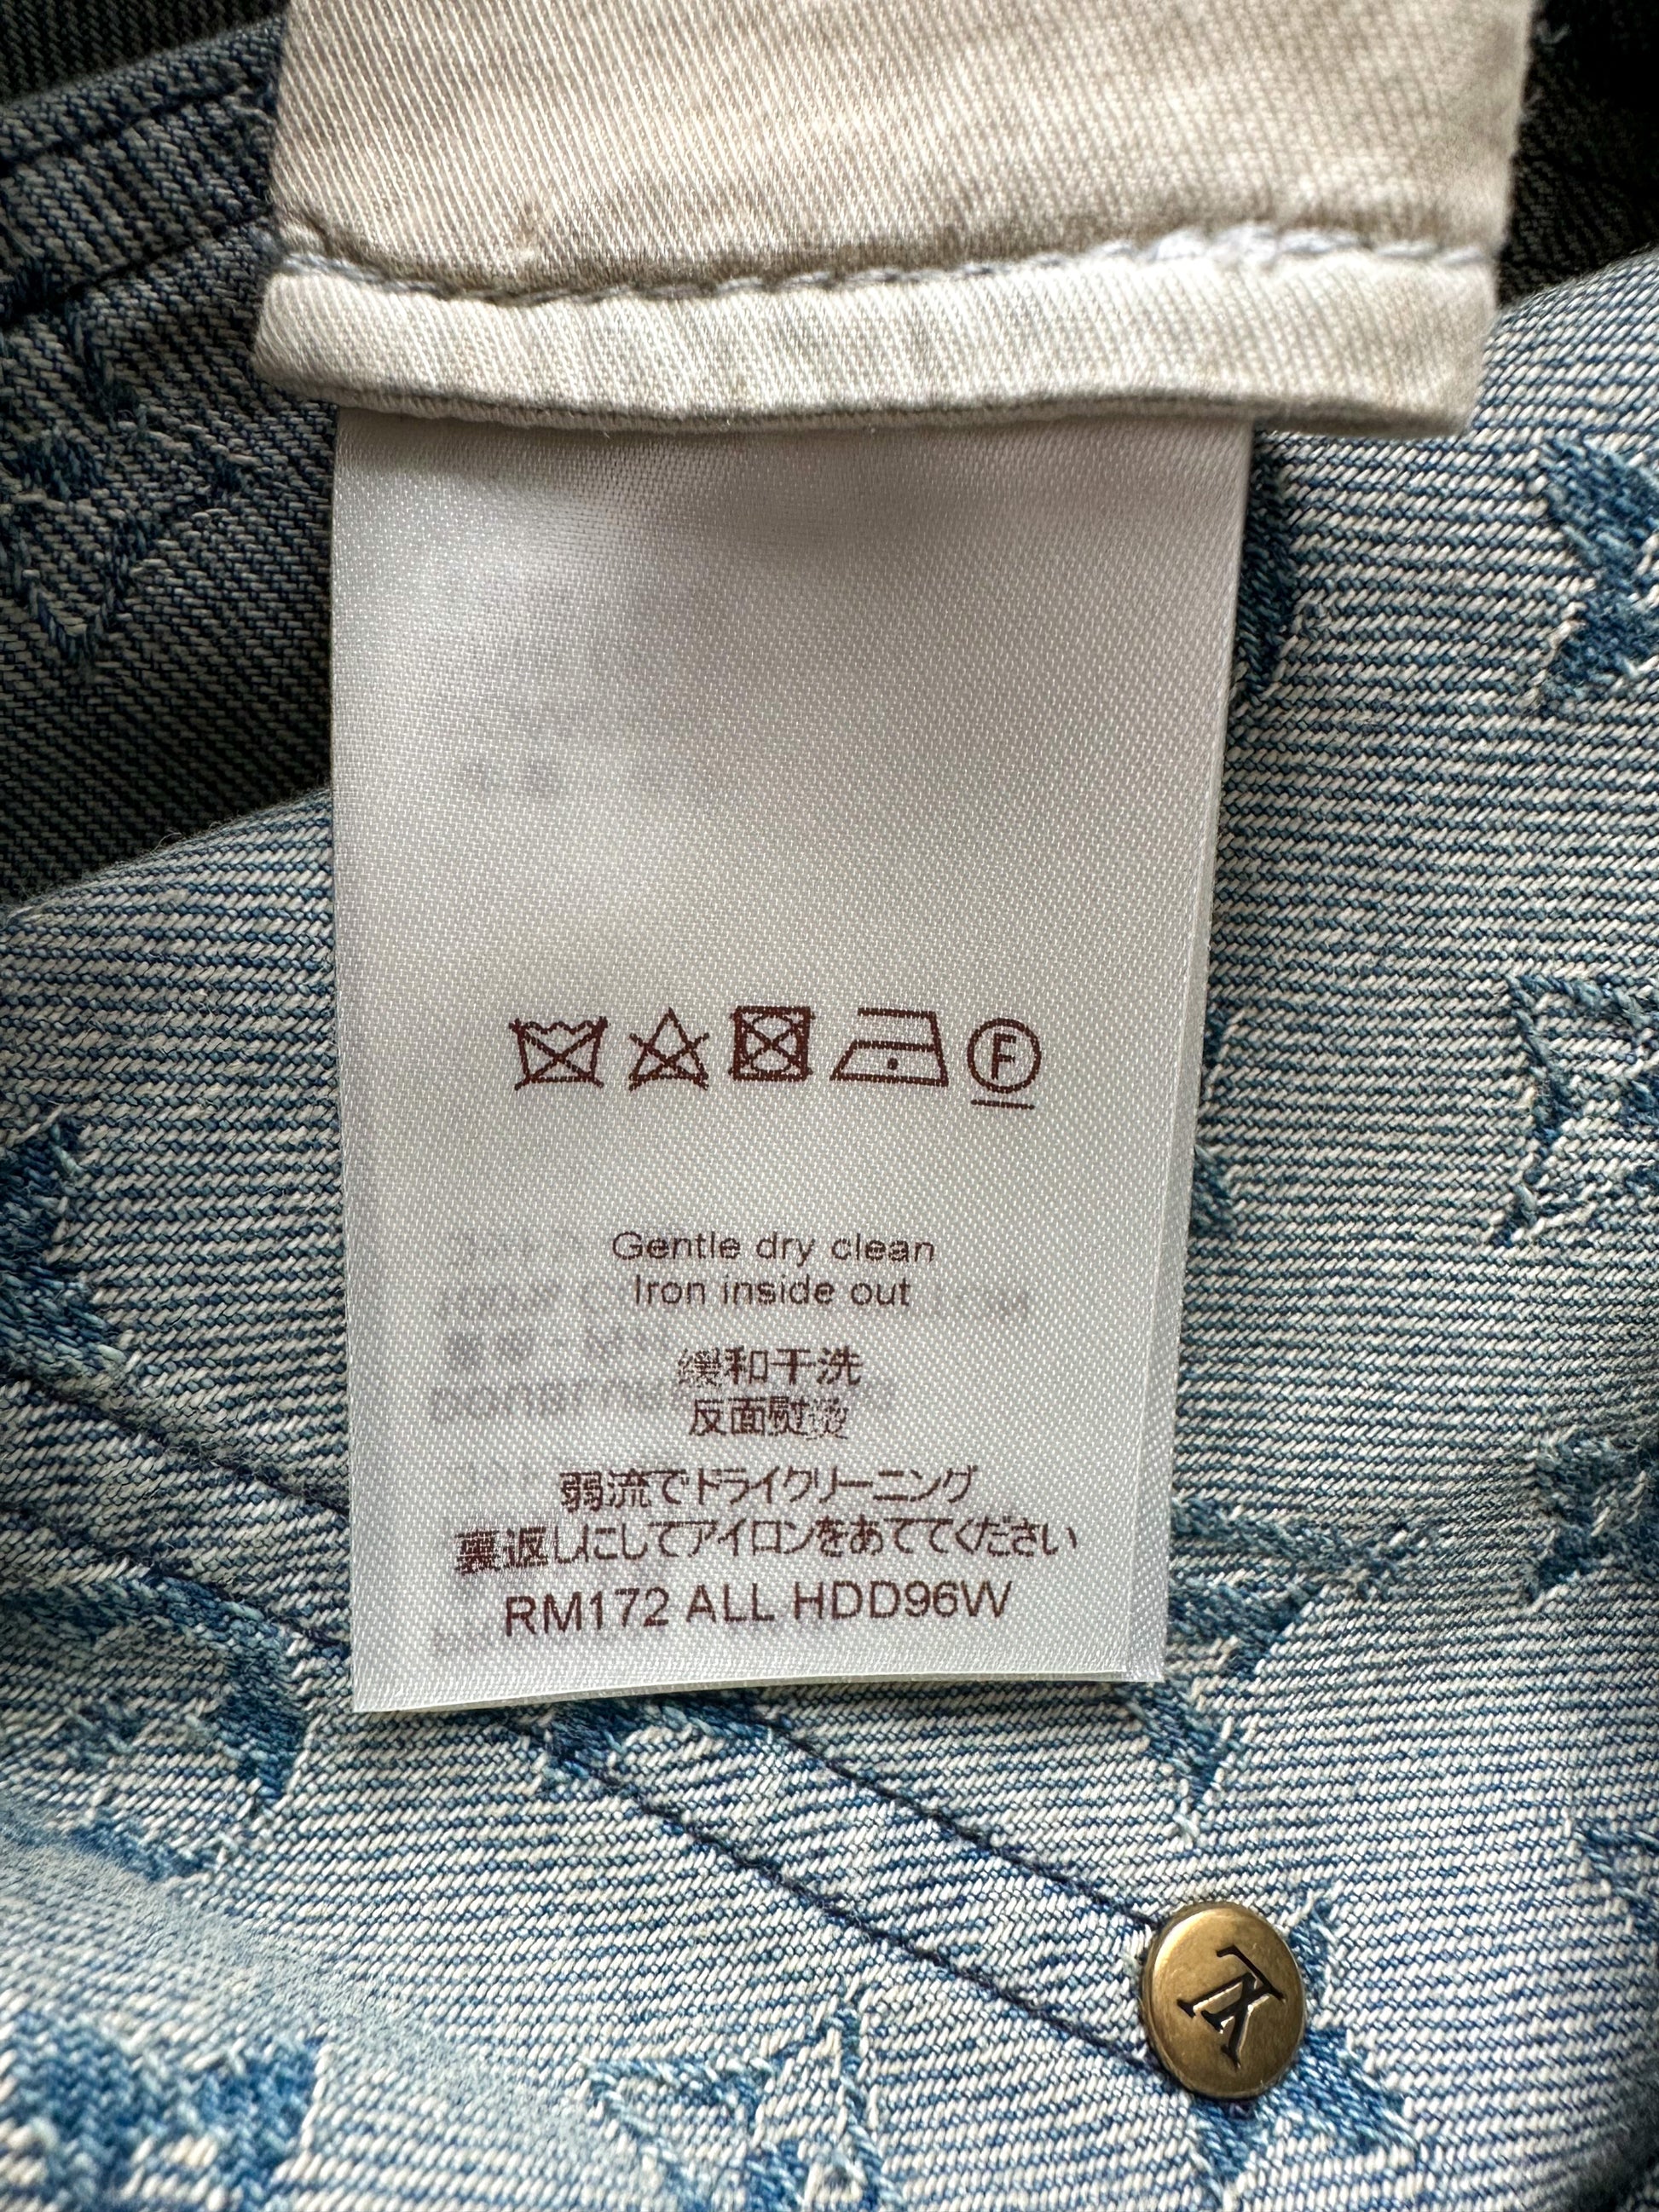 F
Gentle dry clean
Iron inside out
缓和干洗
反面熨烫
弱流でドライクリーニング
裏返しにしてアイロンをあててください
RM172 ALL HDD96W
LV